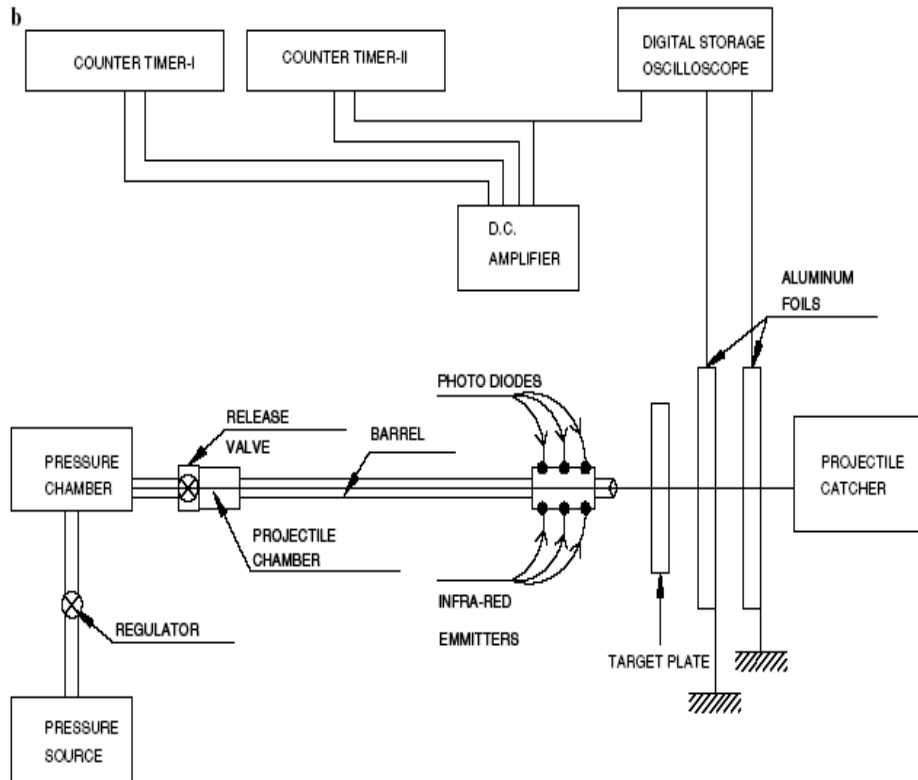 b
COUNTER TIMER-I
COUNTER TIMER-II
DIGITAL STORAGE
OSCILLOSCOPE
D.C.
AMPLIFIER
ALUMINUM
FOILS
PHOTO DIODES
RELEASE
VALVE
BARREL
PRESSURE
CHAMBER
PROJECTILE
CATCHER
PROJECTILE
CHAMBER
INFRA-RED
EMMITTERS
REGULATOR
TARGET PLATE
PRESSURE
SOURCE